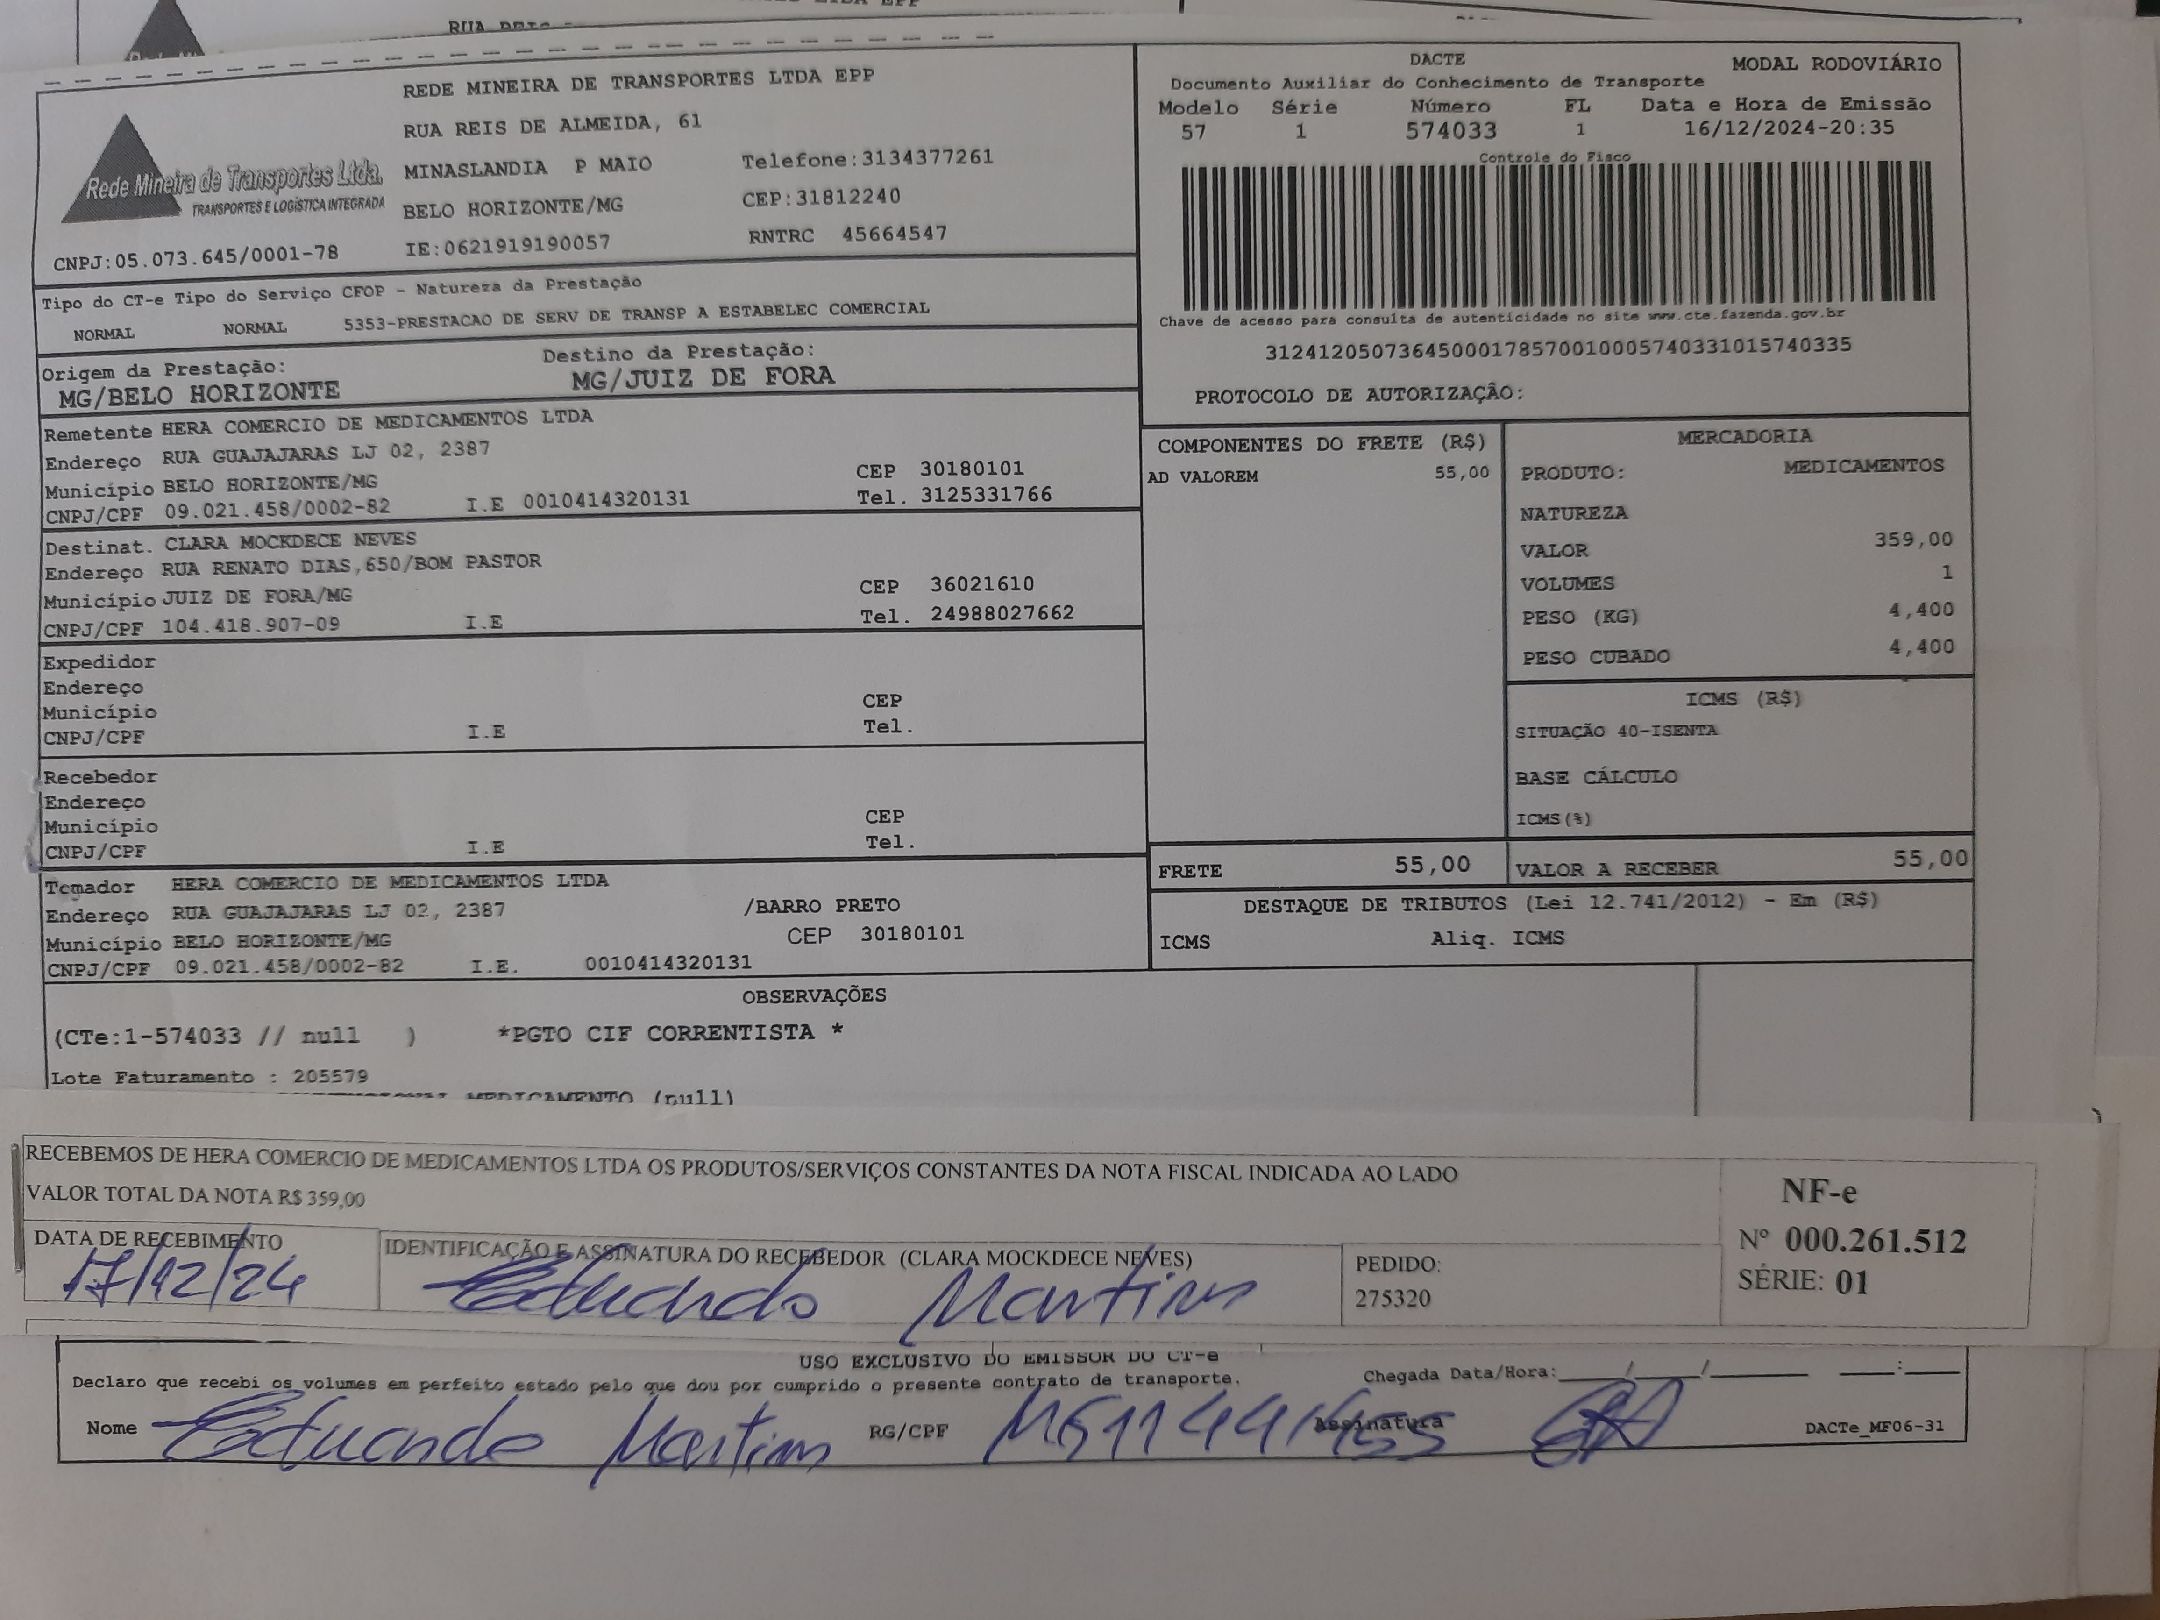 RUA REIS
REDE MINEIRA DE TRANSPORTES LTDA EPP
RUA REIS DE ALMEIDA, 61
MINASLANDIA P MAIO Telefone:3134377261
BELO HORIZONTE/MG CEP:31812240
IE:0621919190057 RNTRC 45664547
Rede Mineira de Transportes Ltda.
TRANSPORTES E LOGÍSTICA INTEGRADA
CNPJ:05.073.645/0001-78
DACTE MODAL RODOVIÁRIO
Documento Auxiliar do Conhecimento de Transporte
Modelo Série Número FL Data e Hora de Emissão
57 1 574033 1 16/12/2024-20:35
Controle do Fisco
Chave de acesso para consulta de autenticidade no site www.cte.fazenda.gov.br
31241205073645000178570010005740331015740335
PROTOCOLO DE AUTORIZAÇÃO:
Tipo do CT-e Tipo do Serviço CFOP - Natureza da Prestação
NORMAL NORMAL 5353-PRESTACAO DE SERV DE TRANSP A ESTABELEC COMERCIAL
Origem da Prestação: Destino da Prestação:
MG/BELO HORIZONTE MG/JUIZ DE FORA
Remetente HERA COMERCIO DE MEDICAMENTOS LTDA
Endereço RUA GUAJAJARAS LJ 02, 2387
Município BELO HORIZONTE/MG CEP 30180101
CNPJ/CPF 09.021.458/0002-82 I.E 0010414320131 Tel. 3125331766
Destinat. CLARA MOCKDECE NEVES
Endereço RUA RENATO DIAS,650/BOM PASTOR
Município JUIZ DE FORA/MG CEP 36021610
CNPJ/CPF 104.418.907-09 I.E Tel. 24988027662
Expedidor
Endereço
Município CEP
CNPJ/CPF I.E Tel.
Recebedor
Endereço
Município CEP
CNPJ/CPF I.E Tel.
Tomador HERA COMERCIO DE MEDICAMENTOS LTDA
Endereço RUA GUAJAJARAS LJ 02, 2387 /BARRO PRETO
Município BELO HORIZONTE/MG CEP 30180101
CNPJ/CPF 09.021.458/0002-82 I.E. 0010414320131
COMPONENTES DO FRETE (R$)
AD VALOREM 55,00
MERCADORIA
PRODUTO: MEDICAMENTOS
NATUREZA
VALOR 359,00
VOLUMES 1
PESO (KG) 4,400
PESO CUBADO 4,400
ICMS (R$)
SITUAÇÃO 40-ISENTA
BASE CÁLCULO
ICMS(%)
FRETE 55,00 VALOR A RECEBER 55,00
DESTAQUE DE TRIBUTOS (Lei 12.741/2012) - Em (R$)
ICMS Aliq. ICMS
OBSERVAÇÕES
(CTe:1-574033 // null ) *PGTO CIF CORRENTISTA *
Lote Faturamento : 205579
MEDICAMENTO (null)
RECEBEMOS DE HERA COMERCIO DE MEDICAMENTOS LTDA OS PRODUTOS/SERVIÇOS CONSTANTES DA NOTA FISCAL INDICADA AO LADO
VALOR TOTAL DA NOTA R$ 359,00
DATA DE RECEBIMENTO
17/12/24
IDENTIFICAÇÃO E ASSINATURA DO RECEBEDOR (CLARA MOCKDECE NEVES)
Eduardo Martins
PEDIDO:
275320
NF-e
Nº 000.261.512
SÉRIE: 01
USO EXCLUSIVO DO EMISSOR DO CT-e
Declaro que recebi os volumes em perfeito estado pelo que dou por cumprido o presente contrato de transporte. Chegada Data/Hora:____/____/______ ___:___
Nome Eduardo Martins RG/CPF Assinatura DACTe_MF06-31